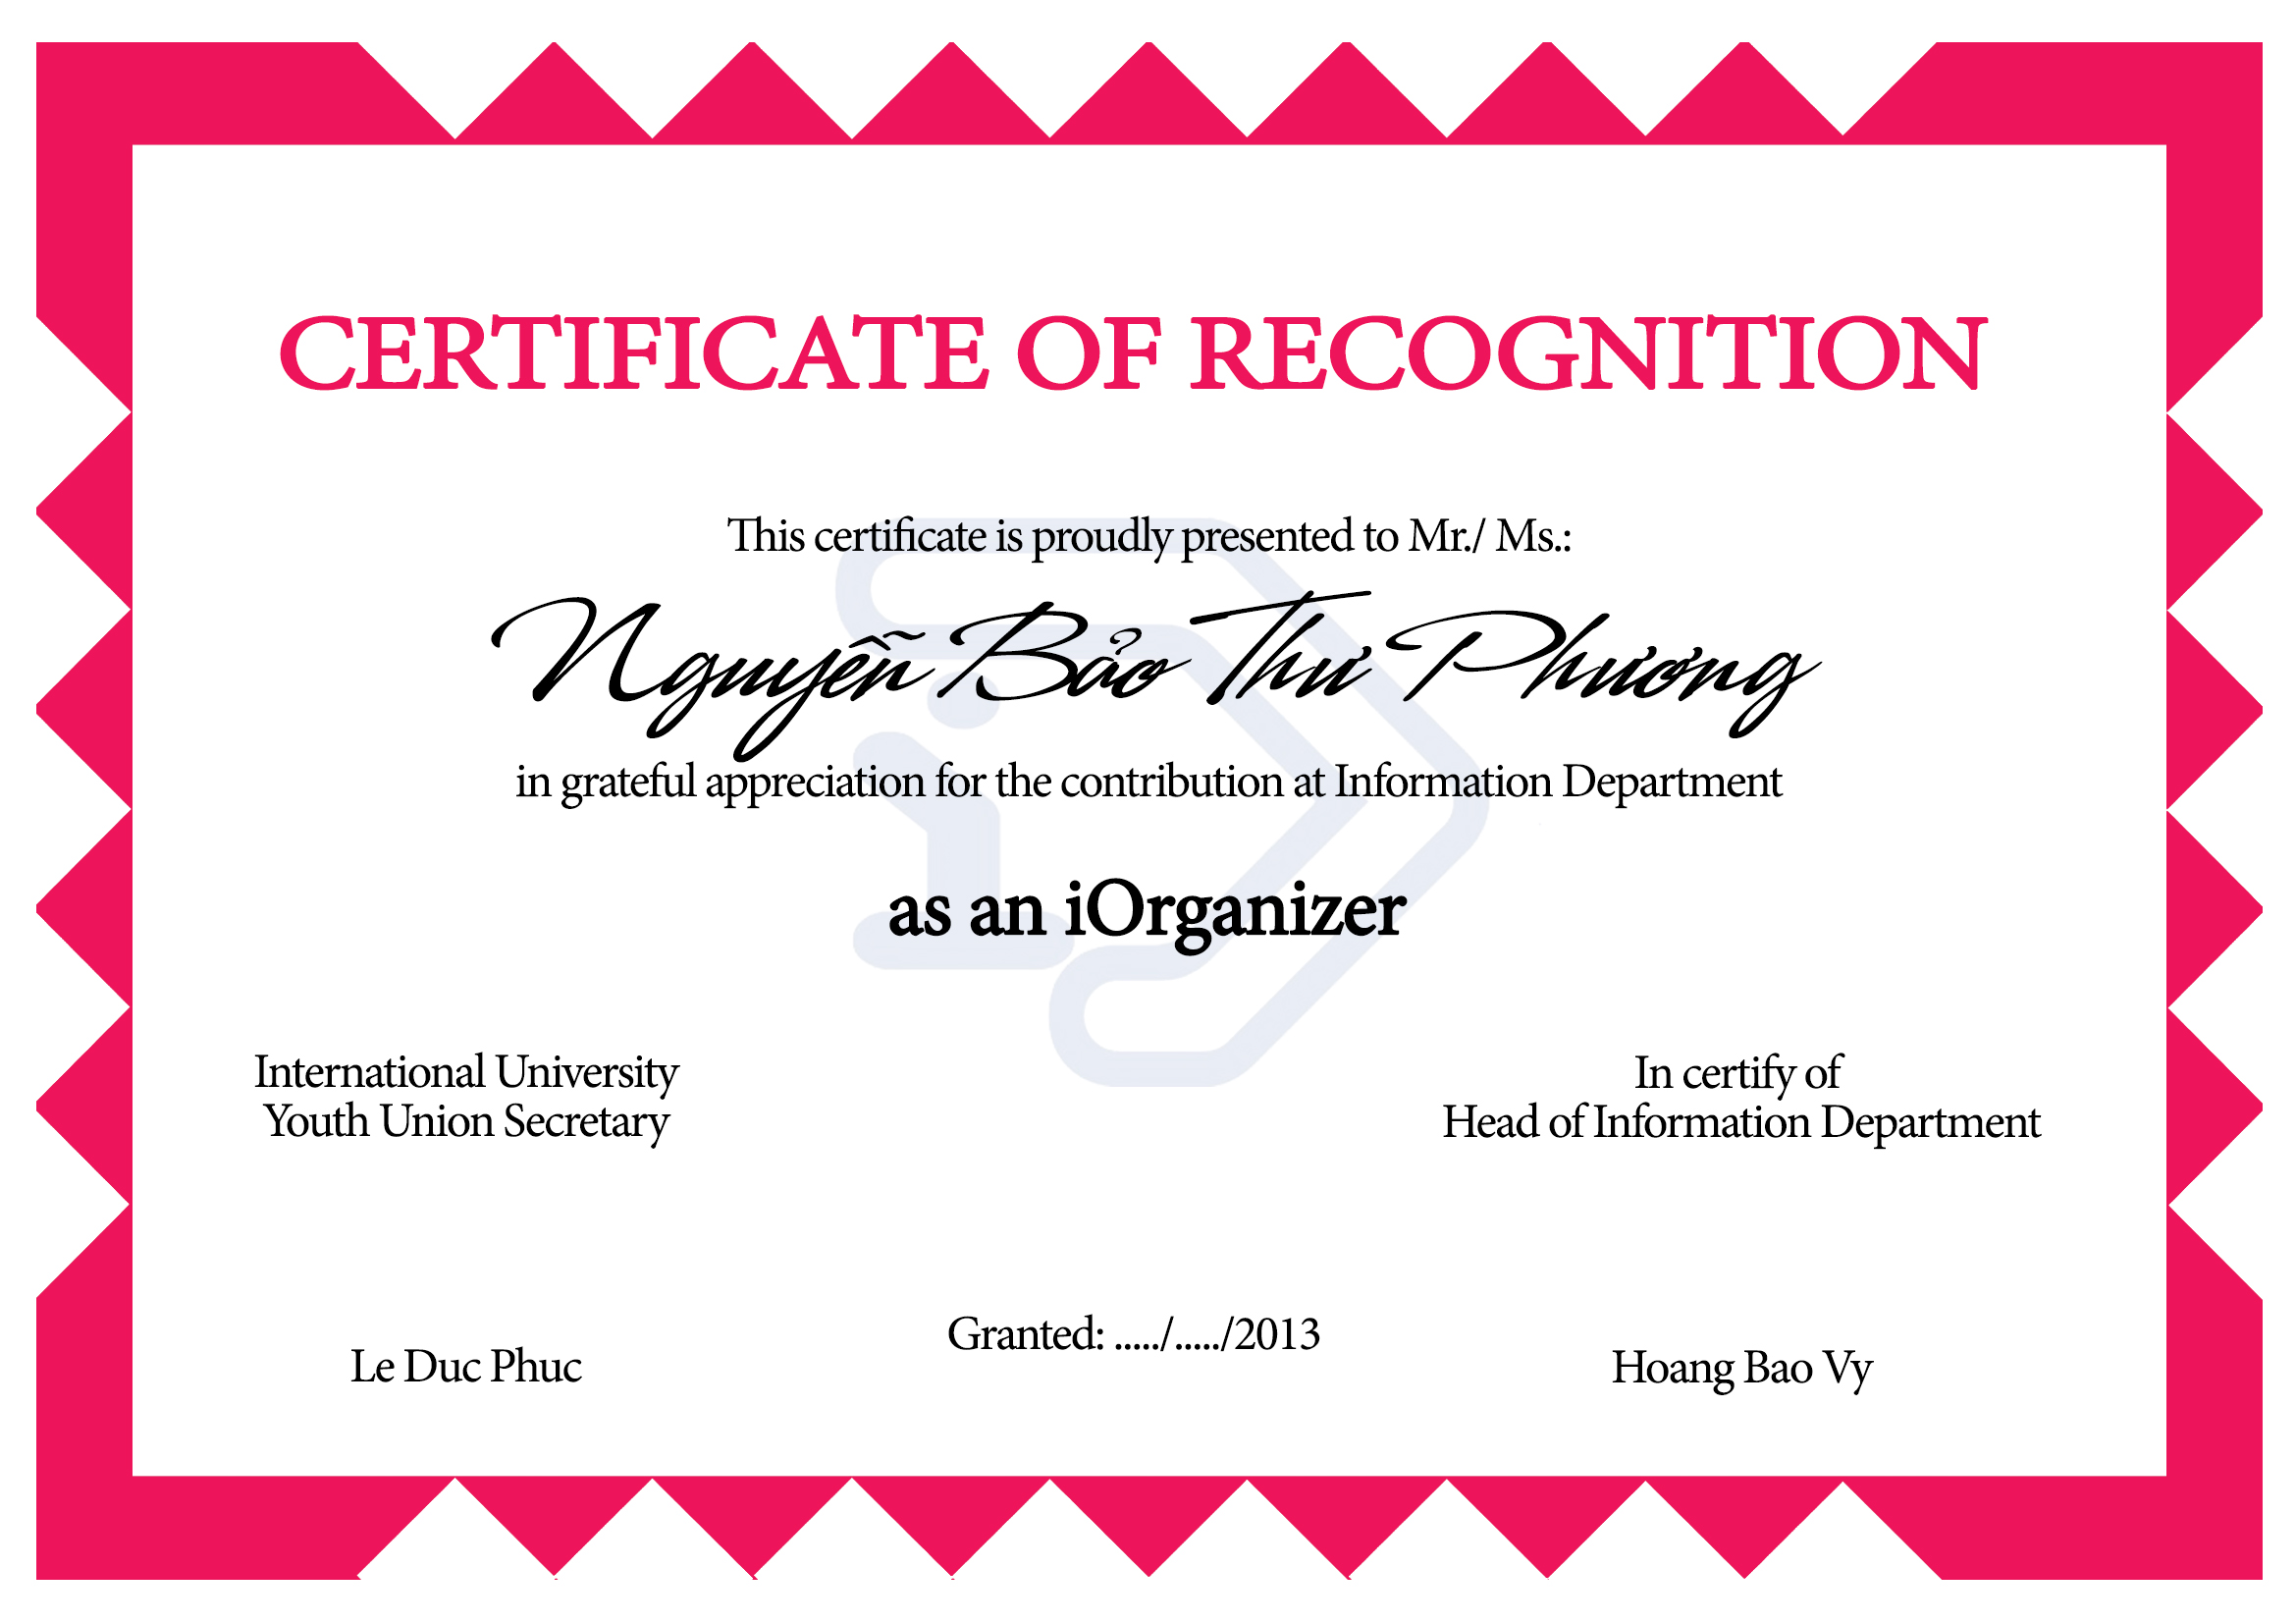 CERTIFICATE OF RECOGNITION
This certificate is proudly presented to Mr./ Ms.:
Nguyễn Bảo Thư Phương
in grateful appreciation for the contribution at Information Department
as an iOrganizer
International University
Youth Union Secretary
In certify of
Head of Information Department
Granted: ...../...../2013
Le Duc Phuc
Hoang Bao Vy